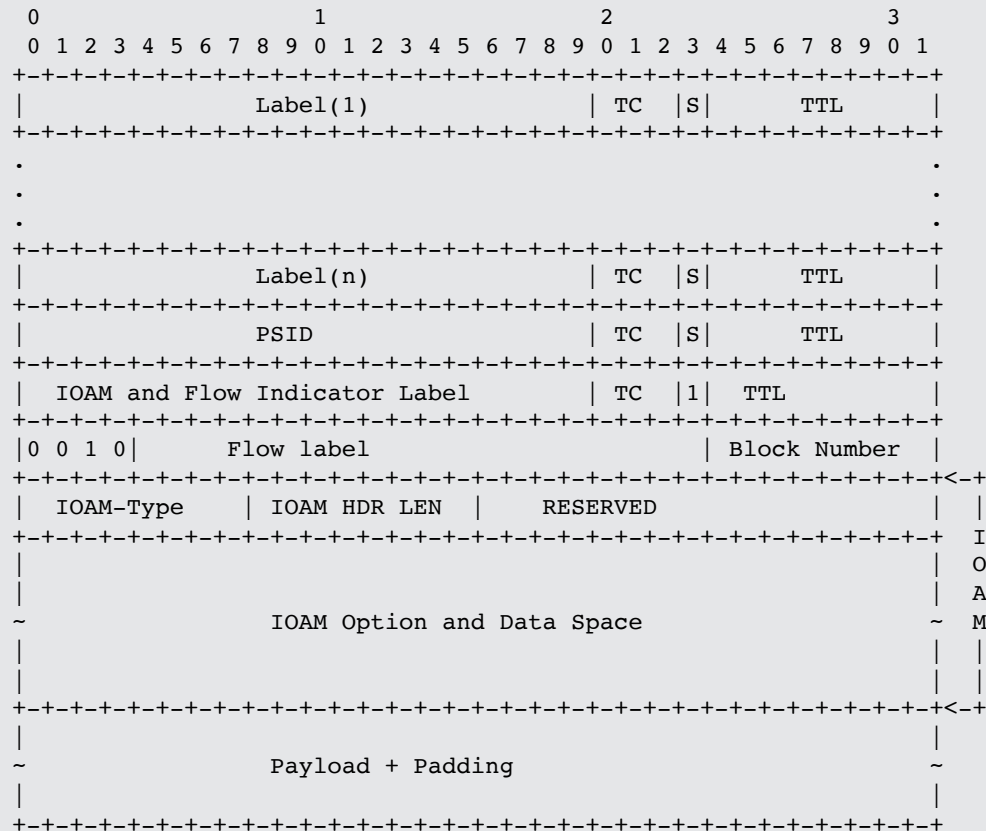 0                   1                   2                   3
 0 1 2 3 4 5 6 7 8 9 0 1 2 3 4 5 6 7 8 9 0 1 2 3 4 5 6 7 8 9 0 1
+-+-+-+-+-+-+-+-+-+-+-+-+-+-+-+-+-+-+-+-+-+-+-+-+-+-+-+-+-+-+-+-+
|                Label(1)               | TC  |S|      TTL      |
+-+-+-+-+-+-+-+-+-+-+-+-+-+-+-+-+-+-+-+-+-+-+-+-+-+-+-+-+-+-+-+-+
.                                                               .
.                                                               .
.                                                               .
+-+-+-+-+-+-+-+-+-+-+-+-+-+-+-+-+-+-+-+-+-+-+-+-+-+-+-+-+-+-+-+-+
|                Label(n)               | TC  |S|      TTL      |
+-+-+-+-+-+-+-+-+-+-+-+-+-+-+-+-+-+-+-+-+-+-+-+-+-+-+-+-+-+-+-+-+
|                PSID                   | TC  |S|      TTL      |
+-+-+-+-+-+-+-+-+-+-+-+-+-+-+-+-+-+-+-+-+-+-+-+-+-+-+-+-+-+-+-+-+
|  IOAM and Flow Indicator Label        | TC  |1|  TTL          |
+-+-+-+-+-+-+-+-+-+-+-+-+-+-+-+-+-+-+-+-+-+-+-+-+-+-+-+-+-+-+-+-+
|0 0 1 0|      Flow label                       | Block Number  |
+-+-+-+-+-+-+-+-+-+-+-+-+-+-+-+-+-+-+-+-+-+-+-+-+-+-+-+-+-+-+-+-+<-+
|  IOAM-Type    | IOAM HDR LEN  |    RESERVED                   |  |
+-+-+-+-+-+-+-+-+-+-+-+-+-+-+-+-+-+-+-+-+-+-+-+-+-+-+-+-+-+-+-+-+  I
|                                                               |  O
|                                                               |  A
~                 IOAM Option and Data Space                    ~  M
|                                                               |  |
|                                                               |  |
+-+-+-+-+-+-+-+-+-+-+-+-+-+-+-+-+-+-+-+-+-+-+-+-+-+-+-+-+-+-+-+-+<-+
|                                                               |
~                 Payload + Padding                             ~
|                                                               |
+-+-+-+-+-+-+-+-+-+-+-+-+-+-+-+-+-+-+-+-+-+-+-+-+-+-+-+-+-+-+-+-+